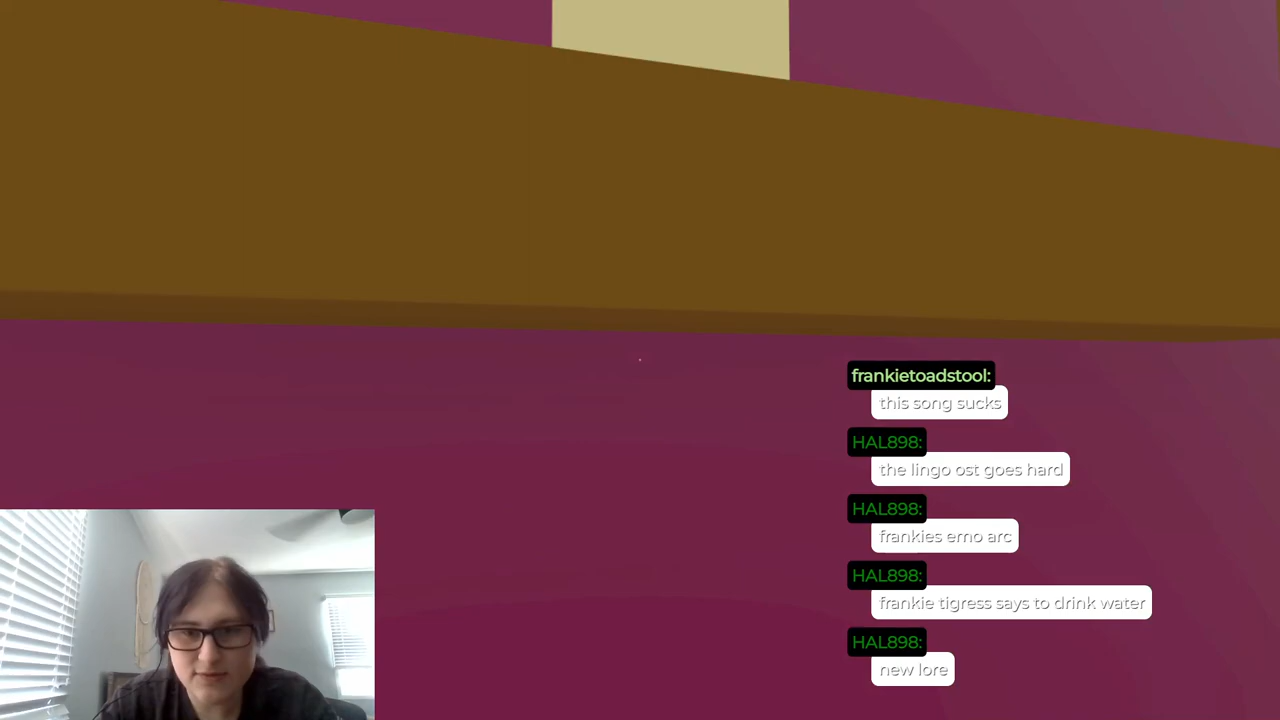 frankietoadstool:
this song sucks
HAL898:
the lingo ost goes hard
HAL898:
frankies emo arc
HAL898:
frankie tigress says to drink water
HAL898:
new lore